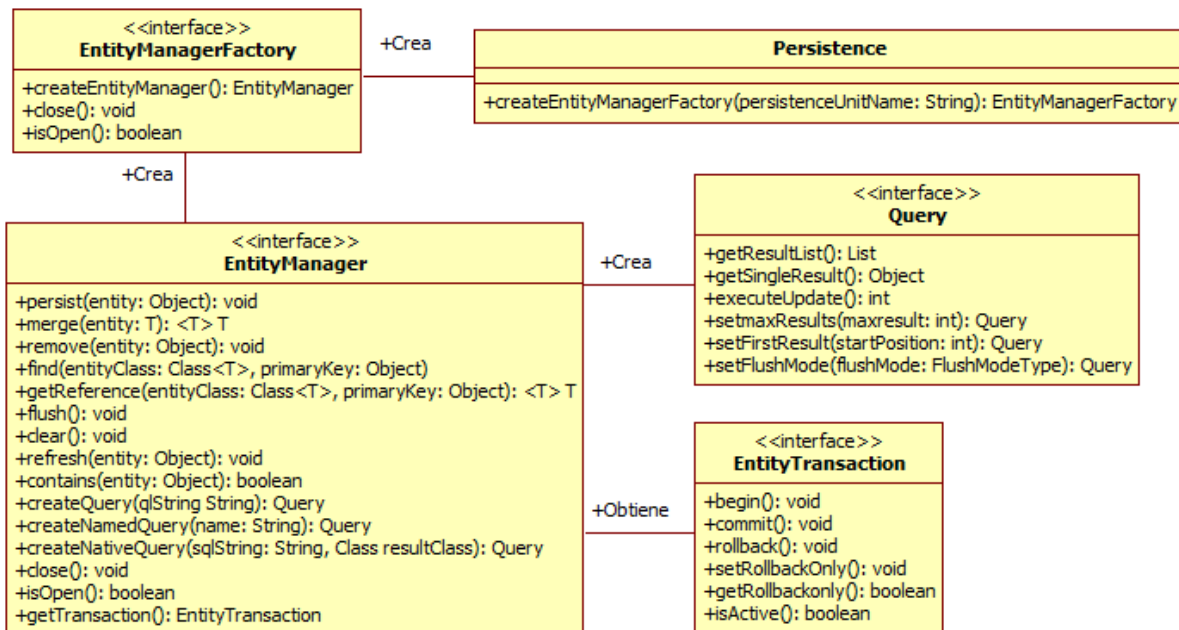 <<interface>>
EntityManagerFactory
+createEntityManager(): EntityManager
+close(): void
+isOpen(): boolean
+Crea
Persistence
+createEntityManagerFactory(persistenceUnitName: String): EntityManagerFactory
+Crea
<<interface>>
EntityManager
+persist(entity: Object): void
+merge(entity: T): <T> T
+remove(entity: Object): void
+find(entityClass: Class<T>, primaryKey: Object)
+getReference(entityClass: Class<T>, primaryKey: Object): <T> T
+flush(): void
+clear(): void
+refresh(entity: Object): void
+contains(entity: Object): boolean
+createQuery(qlString String): Query
+createNamedQuery(name: String): Query
+createNativeQuery(sqlString: String, Class resultClass): Query
+close(): void
+isOpen(): boolean
+getTransaction(): EntityTransaction
+Crea
<<interface>>
Query
+getResultList(): List
+getSingleResult(): Object
+executeUpdate(): int
+setmaxResults(maxresult: int): Query
+setFirstResult(startPosition: int): Query
+setFlushMode(flushMode: FlushModeType): Query
+Obtiene
<<interface>>
EntityTransaction
+begin(): void
+commit(): void
+rollback(): void
+setRollbackOnly(): void
+getRollbackonly(): boolean
+isActive(): boolean